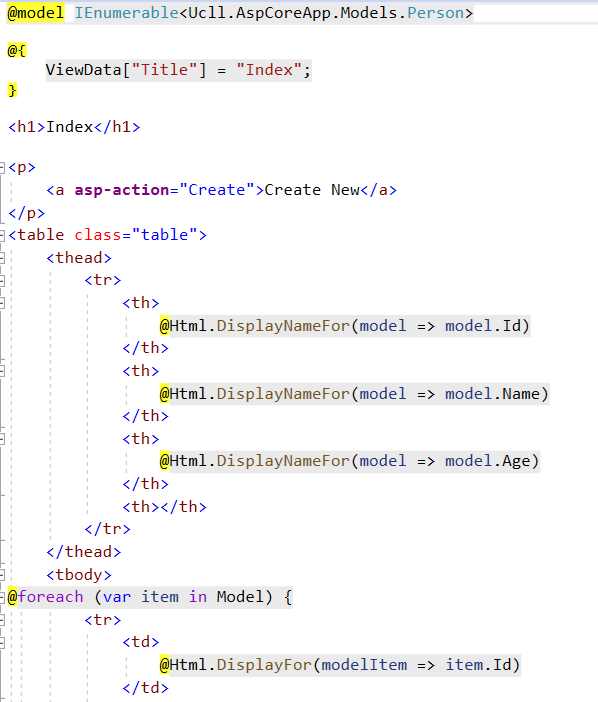 @model IEnumerable<Ucll.AspCoreApp.Models.Person>
@{
    ViewData["Title"] = "Index";
}
<h1>Index</h1>
<p>
    <a asp-action="Create">Create New</a>
</p>
<table class="table">
    <thead>
        <tr>
            <th>
                @Html.DisplayNameFor(model => model.Id)
            </th>
            <th>
                @Html.DisplayNameFor(model => model.Name)
            </th>
            <th>
                @Html.DisplayNameFor(model => model.Age)
            </th>
            <th></th>
        </tr>
    </thead>
    <tbody>
@foreach (var item in Model) {
        <tr>
            <td>
                @Html.DisplayFor(modelItem => item.Id)
            </td>